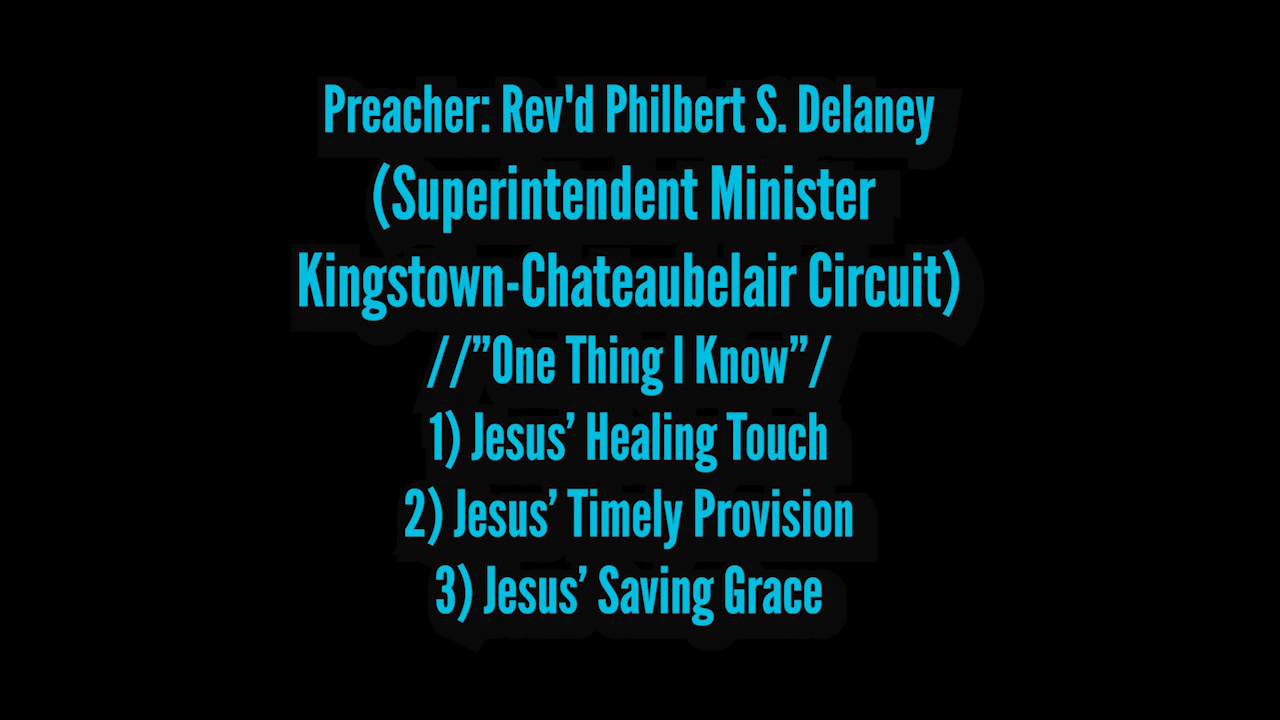 Preacher: Rev'd Philbert S. Delaney
(Superintendent Minister
Kingstown-Chateaubelair Circuit)
//”One Thing I Know”/
1) Jesus’ Healing Touch
2) Jesus’ Timely Provision
3) Jesus’ Saving Grace